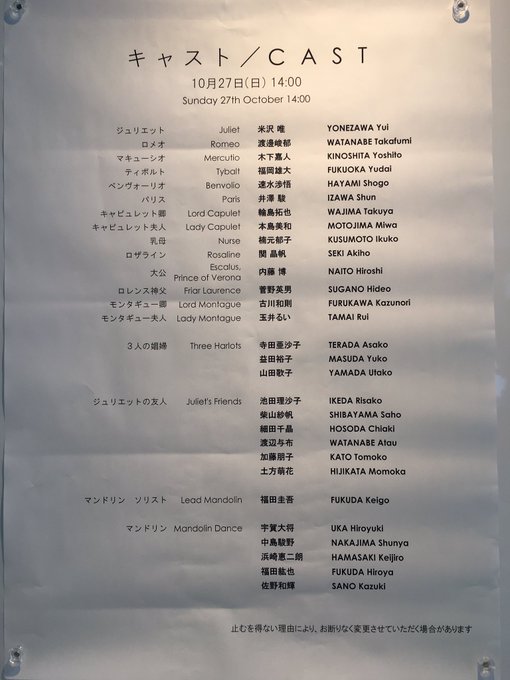 キャスト／CAST
10月27日(日) 14:00
Sunday 27th October 14:00
ジュリエット Juliet 米沢 唯 YONEZAWA Yui
ロメオ Romeo 渡邊峻郁 WATANABE Takafumi
マキューシオ Mercutio 木下嘉人 KINOSHITA Yoshito
ティボルト Tybalt 福岡雄大 FUKUOKA Yudai
ベンヴォーリオ Benvolio 速水渉悟 HAYAMI Shogo
パリス Paris 井澤 駿 IZAWA Shun
キャピュレット卿 Lord Capulet 輪島拓也 WAJIMA Takuya
キャピュレット夫人 Lady Capulet 本島美和 MOTOJIMA Miwa
乳母 Nurse 楠元郁子 KUSUMOTO Ikuko
ロザライン Rosaline 関 晶帆 SEKI Akiho
大公 Escalus, Prince of Verona 内藤 博 NAITO Hiroshi
ロレンス神父 Friar Laurence 菅野英男 SUGANO Hideo
モンタギュー卿 Lord Montague 古川和則 FURUKAWA Kazunori
モンタギュー夫人 Lady Montague 玉井るい TAMAI Rui
３人の娼婦 Three Harlots 寺田亜沙子 TERADA Asako
益田裕子 MASUDA Yuko
山田歌子 YAMADA Utako
ジュリエットの友人 Juliet's Friends 池田理沙子 IKEDA Risako
柴山紗帆 SHIBAYAMA Saho
細田千晶 HOSODA Chiaki
渡辺与布 WATANABE Atau
加藤朋子 KATO Tomoko
土方萌花 HIJIKATA Momoka
マンドリン ソリスト Lead Mandolin 福田圭吾 FUKUDA Keigo
マンドリン Mandolin Dance 宇賀大将 UKA Hiroyuki
中島駿野 NAKAJIMA Shunya
浜崎恵二朗 HAMASAKI Keijiro
福田紘也 FUKUDA Hiroya
佐野和輝 SANO Kazuki
止むを得ない理由により、お断りなく変更させていただく場合があります